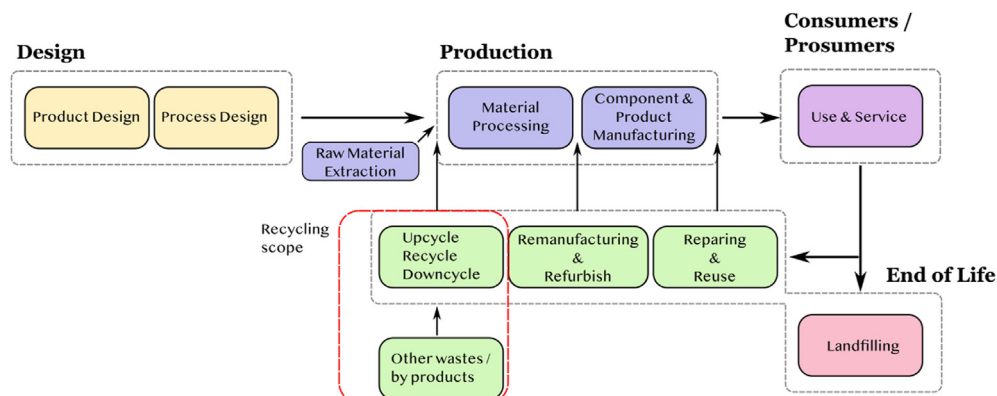 Consumers /
Prosumers
Design
Production
Product Design
Process Design
Material
Processing
Component &
Product
Manufacturing
Use & Service
Raw Material
Extraction
Recycling
scope
Upcycle
Recycle
Downcycle
Remanufacturing
&
Refurbish
Reparing
&
Reuse
End of Life
Landfilling
Other wastes /
by products